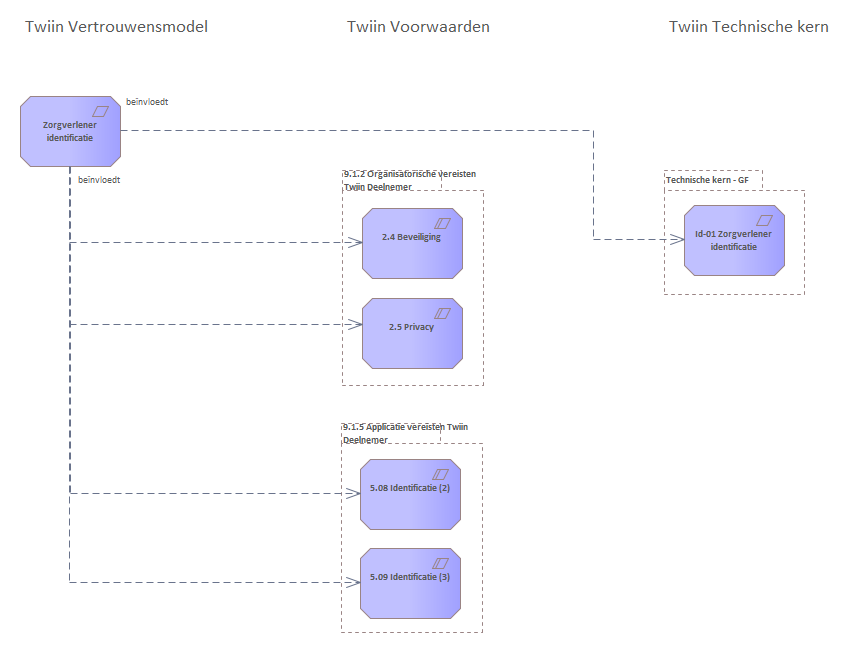 Twiin Vertrouwensmodel
Twiin Voorwaarden
Twiin Technische kern
beïnvloedt
Zorgverlener
identificatie
beïnvloedt
9.1.2 Organisatorische vereisten
Twiin Deelnemer
2.4 Beveiliging
2.5 Privacy
9.1.5 Applicatie vereisten Twiin
Deelnemer
5.08 Identificatie (2)
5.09 Identificatie (3)
Technische kern - GF
Id-01 Zorgverlener
identificatie